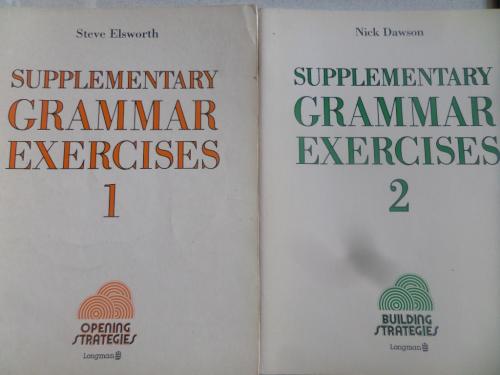 Steve Elsworth
SUPPLEMENTARY
GRAMMAR
EXERCISES
1
OPENING
STRATEGIES
Longman
Nick Dawson
SUPPLEMENTARY
GRAMMAR
EXERCISES
2
BUILDING
STRATEGIES
Longman